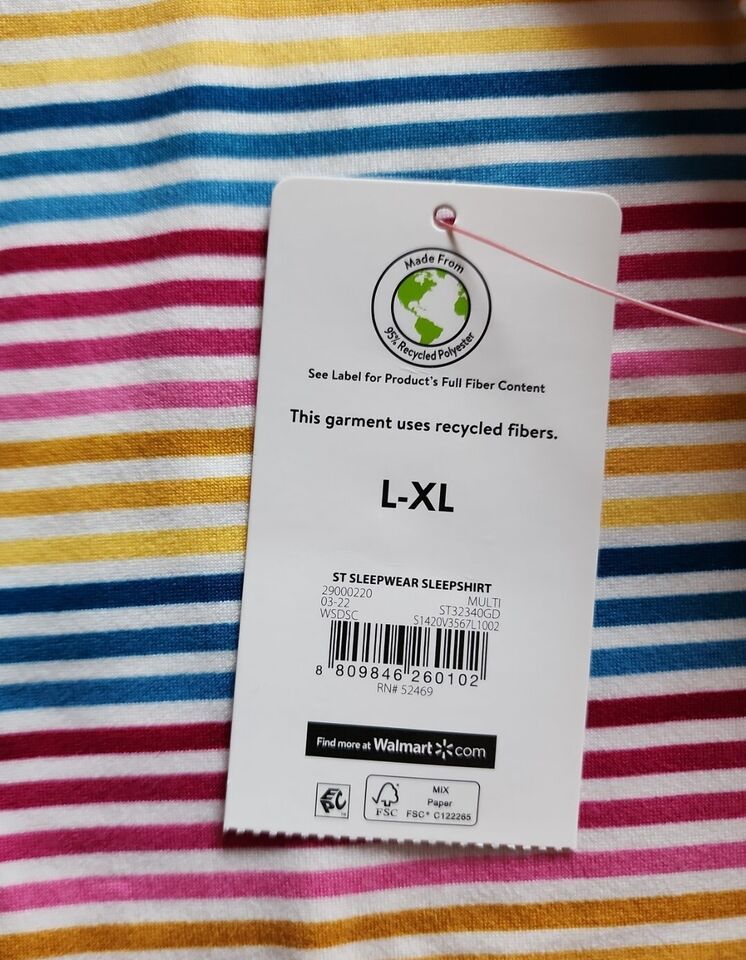 Made From
95% Recycled Polyester
See Label for Product's Full Fiber Content
This garment uses recycled fibers.
L-XL
ST SLEEPWEAR SLEEPSHIRT
29000220 MULTI
03-22 ST32340GD
WSDSC S1420V3567L1002
8 809846 260102
RN# 52469
Find more at Walmart com
EPC MIX
Paper
FSC FSC® C122265